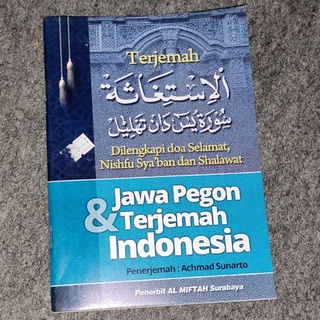 Terjemah
الإستغاثة
سورة يس دان تهليل
Dilengkapi doa Selamat,
Nishfu Sya'ban dan Shalawat
Jawa Pegon
& Terjemah
Indonesia
Penerjemah : Achmad Sunarto
Penerbit AL MIFTAH Surabaya